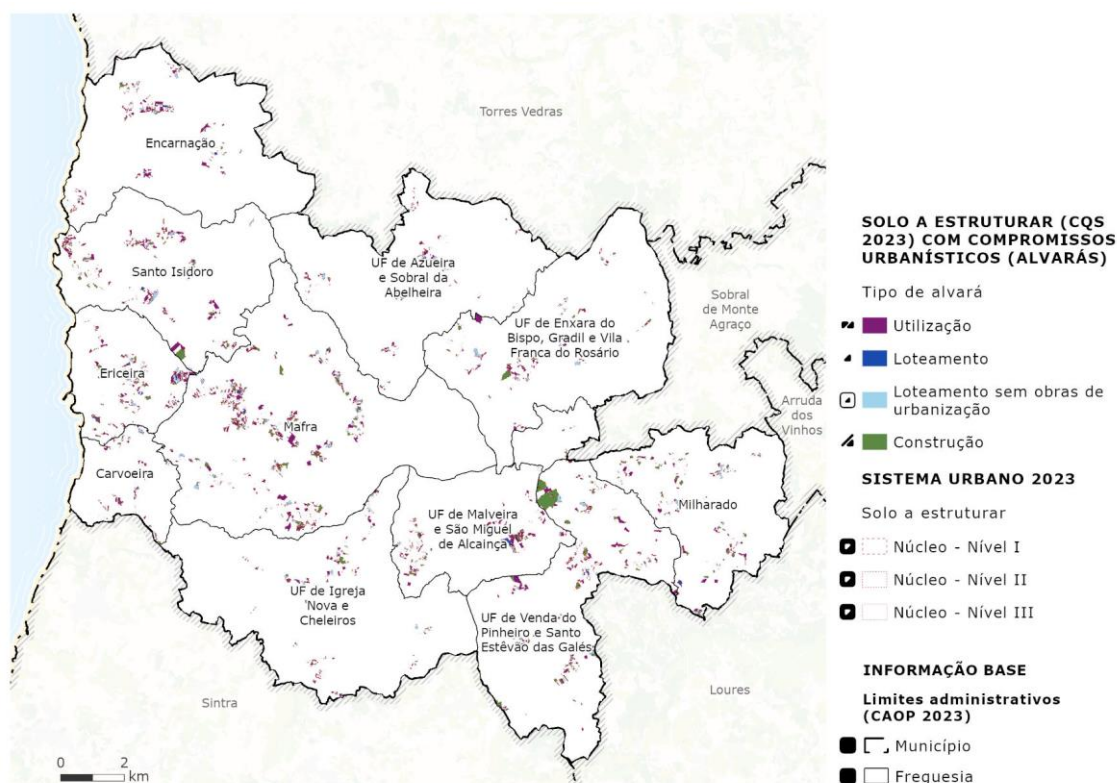 Torres Vedras
Encarnação
Santo Isidoro
UF de Azueira
e Sobral da
Abelheira
Sobral
de Monte
Agraço
UF de Enxara do
Bispo, Gradil e Vila
Franca do Rosário
Ericeira
Arruda
dos
Vinhos
Mafra
Carvoeira
Milharado
UF de Malveira
e São Miguel
de Alcainça
UF de Igreja
Nova e
Cheleiros
UF de Venda do
Pinheiro e Santo
Estêvão das Galés
Sintra
Loures
0 2
km
SOLO A ESTRUTURAR (CQS
2023) COM COMPROMISSOS
URBANÍSTICOS (ALVARÁS)
Tipo de alvará
Utilização
Loteamento
Loteamento sem obras de
urbanização
Construção
SISTEMA URBANO 2023
Solo a estruturar
Núcleo - Nível I
Núcleo - Nível II
Núcleo - Nível III
INFORMAÇÃO BASE
Limites administrativos
(CAOP 2023)
Município
Freguesia